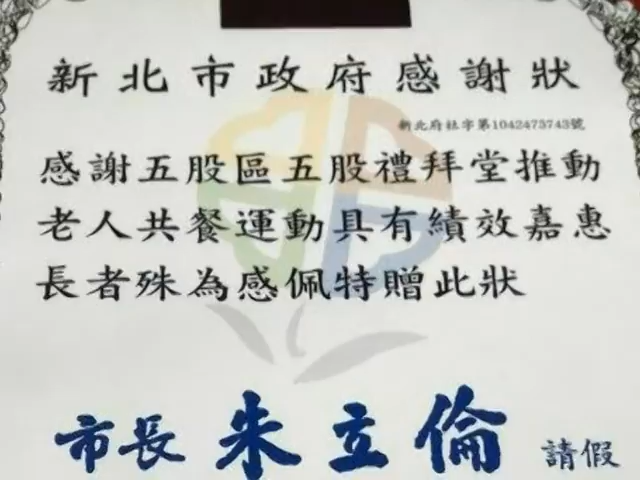 新北市政府感謝狀
新北府社字第1042473743號
感謝五股區五股禮拜堂推動
老人共餐運動具有績效嘉惠
長者殊為感佩特贈此狀
市長 朱立倫 請假